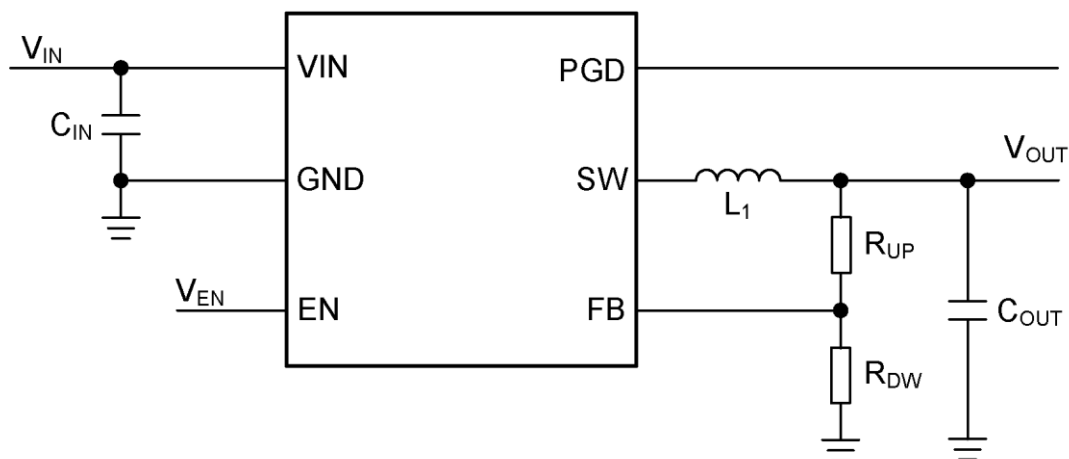 V_IN
VIN
PGD
C_IN
V_OUT
GND
SW
L_1
R_UP
V_EN
EN
FB
C_OUT
R_DW